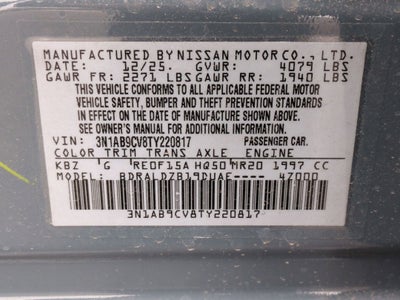 MANUFACTURED BY NISSAN MOTOR CO., LTD.
DATE: 12/25. GVWR: 4079 LBS
GAWR FR: 2271 LBS GAWR RR: 1940 LBS
THIS VEHICLE CONFORMS TO ALL APPLICABLE FEDERAL MOTOR
VEHICLE SAFETY, BUMPER AND THEFT PREVENTION STANDARDS
IN EFFECT ON THE DATE OF MANUFACTURE SHOWN ABOVE.
SEE OWNER'S MANUAL FOR ADDITIONAL LOAD INFORMATION.
VIN: 3N1AB9CV8TY220817 PASSENGER CAR.
COLOR TRIM TRANS AXLE ENGINE
KBZ G RE0F15A HQ50 MR20 1997 CC
MODEL: BDRALDZB19DUAE---- 47000
3N1AB9CV8TY220817